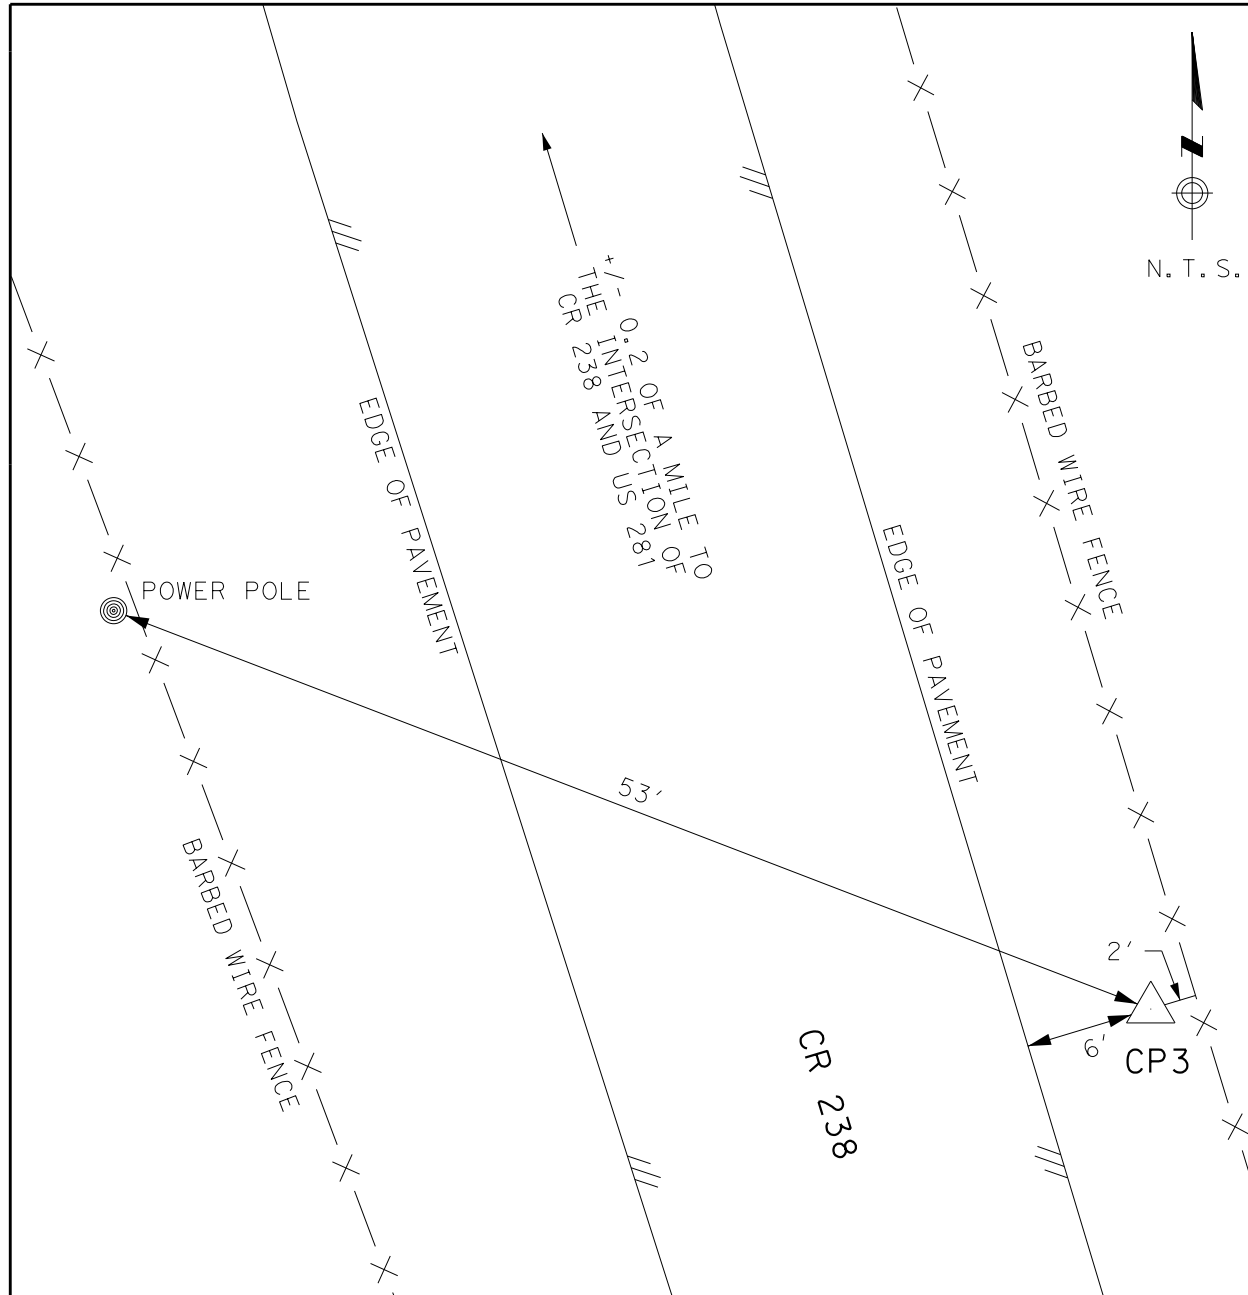 N
N.T.S.
+/- 0.2 OF A MILE TO
THE INTERSECTION OF
CR 238 AND US 281
BARBED WIRE FENCE
EDGE OF PAVEMENT
EDGE OF PAVEMENT
POWER POLE
53'
BARBED WIRE FENCE
2'
6'
CP3
CR 238